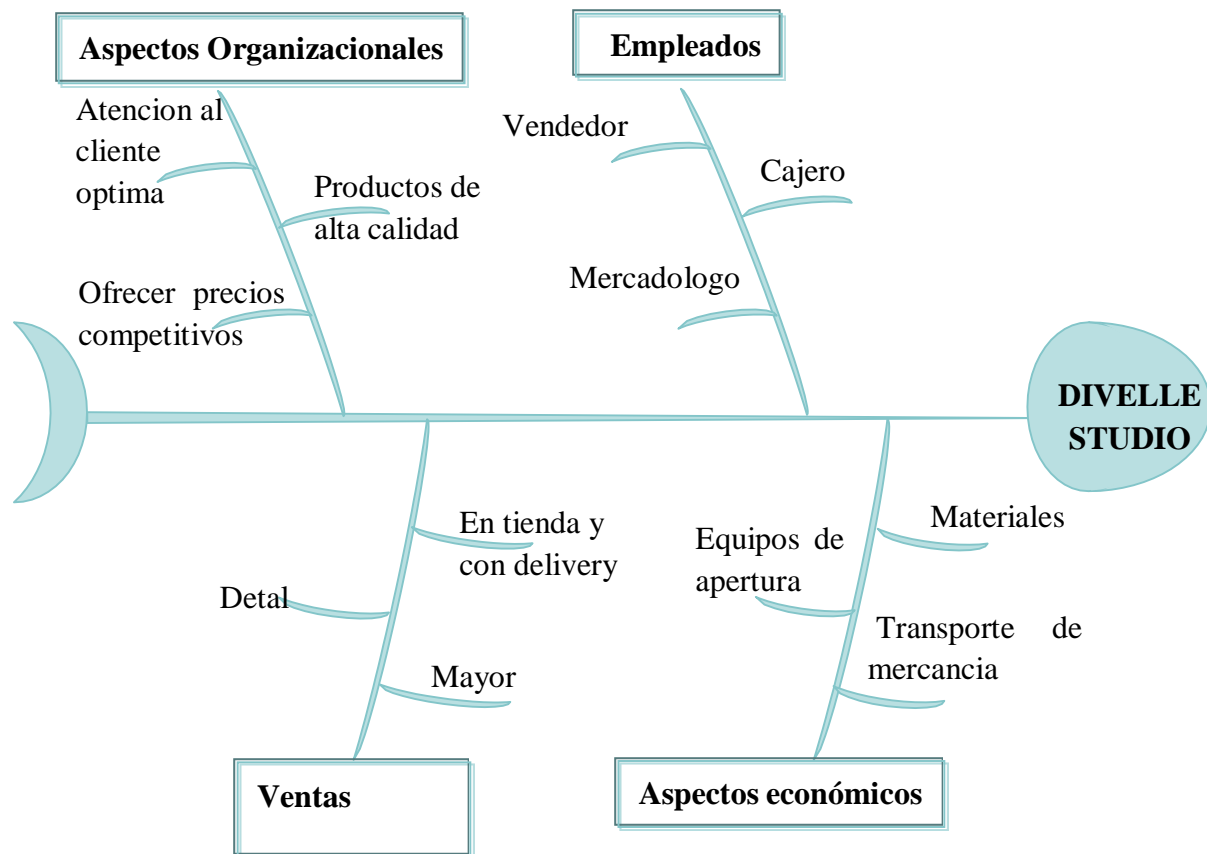 Aspectos Organizacionales
Empleados
Atencion al
cliente
optima
Productos de
alta calidad
Ofrecer precios
competitivos
Vendedor
Cajero
Mercadologo
DIVELLE
STUDIO
En tienda y
con delivery
Detal
Mayor
Materiales
Equipos de
apertura
Transporte de
mercancia
Ventas
Aspectos económicos